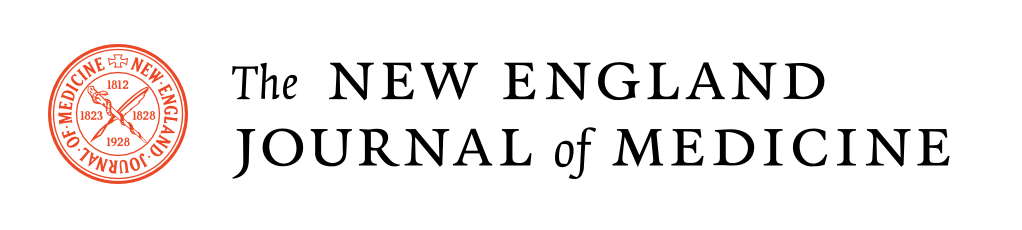 The NEW ENGLAND
JOURNAL of MEDICINE
NEW · ENGLAND · JOURNAL · OF · MEDICINE
1812
1823 1828
1928